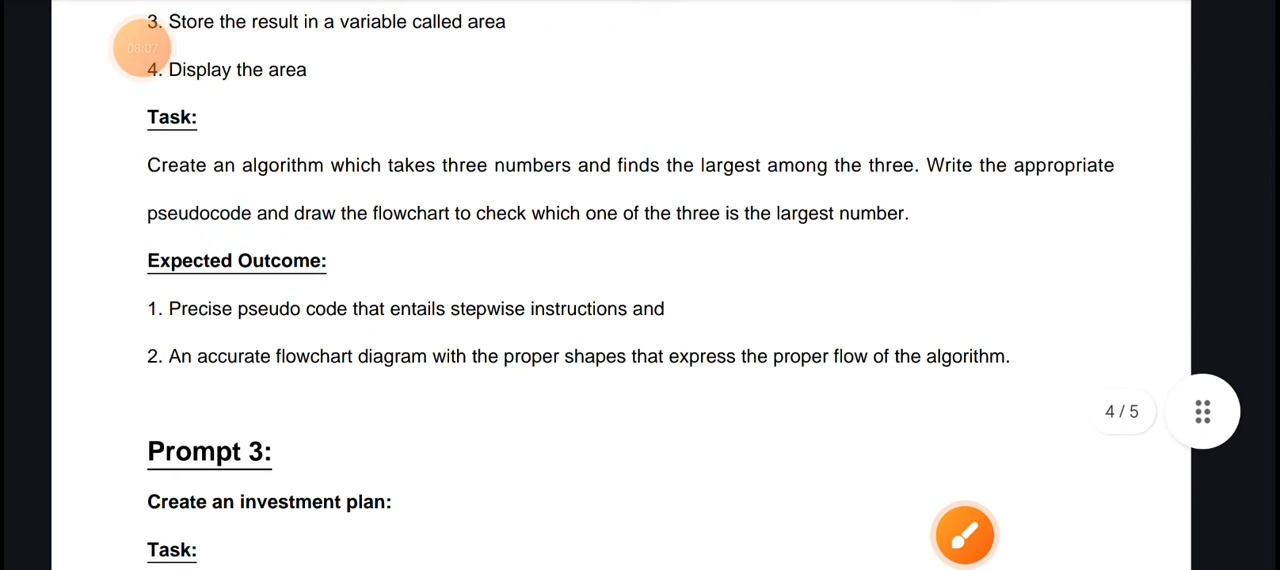 3. Store the result in a variable called area
08:07
4. Display the area
Task:
Create an algorithm which takes three numbers and finds the largest among the three. Write the appropriate
pseudocode and draw the flowchart to check which one of the three is the largest number.
Expected Outcome:
1. Precise pseudo code that entails stepwise instructions and
2. An accurate flowchart diagram with the proper shapes that express the proper flow of the algorithm.
4 / 5
Prompt 3:
Create an investment plan:
Task: